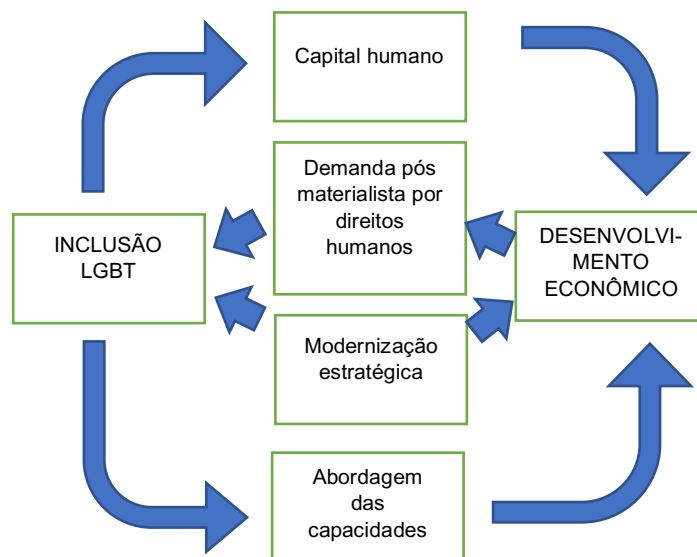 Capital humano
Demanda pós
materialista por
direitos
humanos
INCLUSÃO
LGBT
DESENVOLVI-
MENTO
ECONÔMICO
Modernização
estratégica
Abordagem
das
capacidades